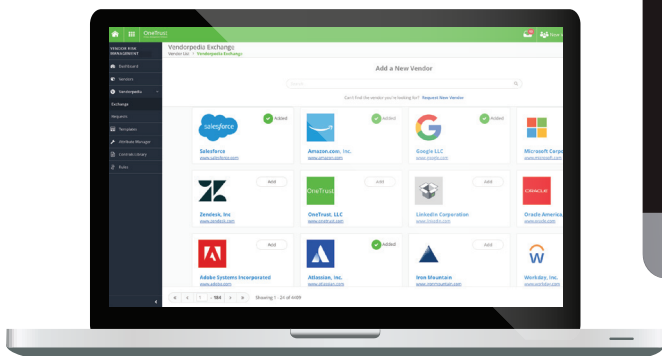 OneTrust
VENDOR RISK
MANAGEMENT
Vendorpedia Exchange
Vendor List > Vendorpedia Exchange
Dashboard
Vendors
Vendorpedia
Exchange
Requests
Templates
Attribute Manager
Controls Library
Rules
Add a New Vendor
Search
Can't find the vendor you're looking for? Request New Vendor
salesforce
Added
Salesforce
www.salesforce.com
Added
Amazon.com, Inc.
www.amazon.com
Added
Google LLC
www.google.com
Microsoft Corpo
www.microsoft.com
Add
Zendesk, Inc
www.zendesk.com
OneTrust
Add
OneTrust, LLC
www.onetrust.com
Add
LinkedIn Corporation
www.linkedin.com
ORACLE
Oracle America,
www.oracle.com
Add
Adobe Systems Incorporated
www.adobe.com
Added
Atlassian, Inc.
www.atlassian.com
Add
Iron Mountain
www.ironmountain.com
Workday, Inc.
www.workday.com
1 - 184
Showing 1 - 24 of 4409